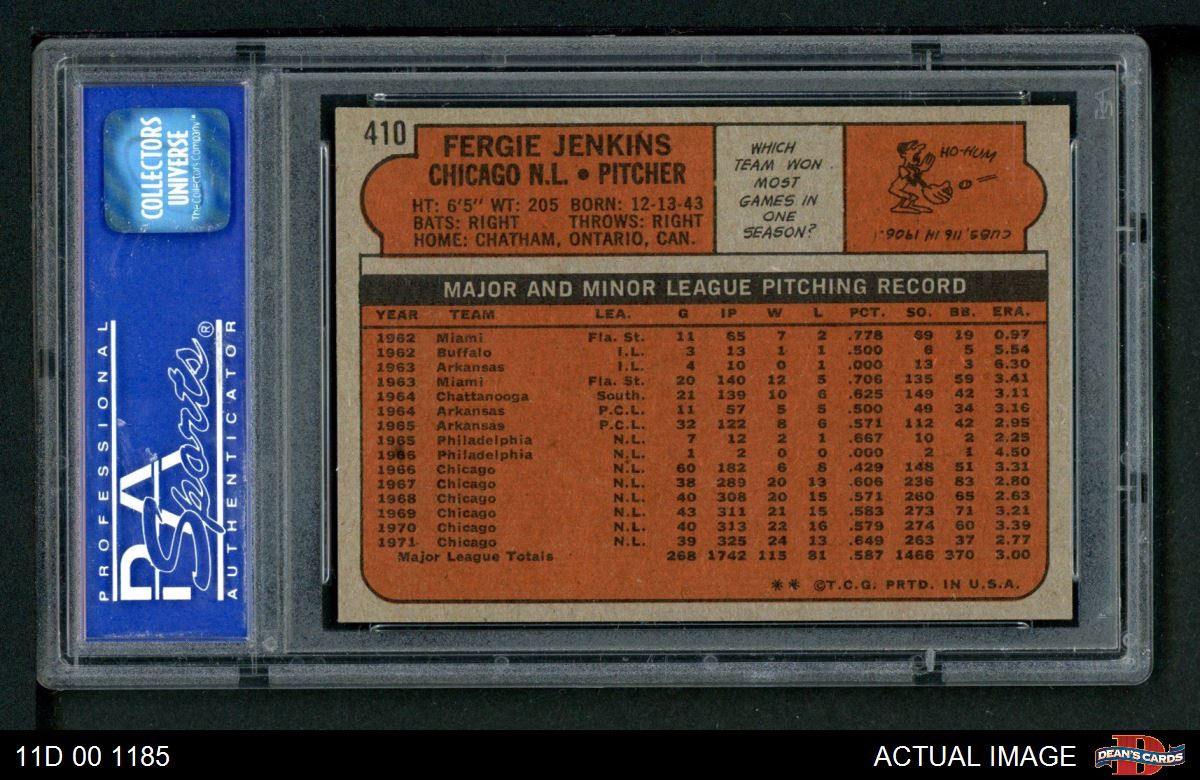 COLLECTORS
UNIVERSE
The Collectors Company™
PROFESSIONAL
PSA
Sports®
AUTHENTICATOR
410
FERGIE JENKINS
CHICAGO N.L. • PITCHER
HT: 6'5" WT: 205 BORN: 12-13-43
BATS: RIGHT THROWS: RIGHT
HOME: CHATHAM, ONTARIO, CAN.
WHICH
TEAM WON
MOST
GAMES IN
ONE
SEASON?
HO-HUM
CUBS, 116 IN 1906.
MAJOR AND MINOR LEAGUE PITCHING RECORD
YEAR TEAM LEA. G IP W L PCT. SO. BB. ERA.
1962 Miami Fla. St. 11 65 7 2 .778 69 19 0.97
1962 Buffalo I.L. 3 13 1 1 .500 6 5 5.54
1963 Arkansas I.L. 4 10 0 1 .000 13 3 6.30
1963 Miami Fla. St. 20 140 12 5 .706 135 59 3.41
1964 Chattanooga South. 21 139 10 6 .625 149 42 3.11
1964 Arkansas P.C.L. 11 57 5 5 .500 49 34 3.16
1965 Arkansas P.C.L. 32 122 8 6 .571 112 42 2.95
1965 Philadelphia N.L. 7 12 2 1 .667 10 2 2.25
1966 Philadelphia N.L. 1 2 0 0 .000 2 1 4.50
1966 Chicago N.L. 60 182 6 8 .429 148 51 3.31
1967 Chicago N.L. 38 289 20 13 .606 236 83 2.80
1968 Chicago N.L. 40 308 20 15 .571 260 65 2.63
1969 Chicago N.L. 43 311 21 15 .583 273 71 3.21
1970 Chicago N.L. 40 313 22 16 .579 274 60 3.39
1971 Chicago N.L. 39 325 24 13 .649 263 37 2.77
Major League Totals 268 1742 115 81 .587 1466 370 3.00
** ©T.C.G. PRTD. IN U.S.A.
11D 00 1185
ACTUAL IMAGE
DEAN'S CARDS